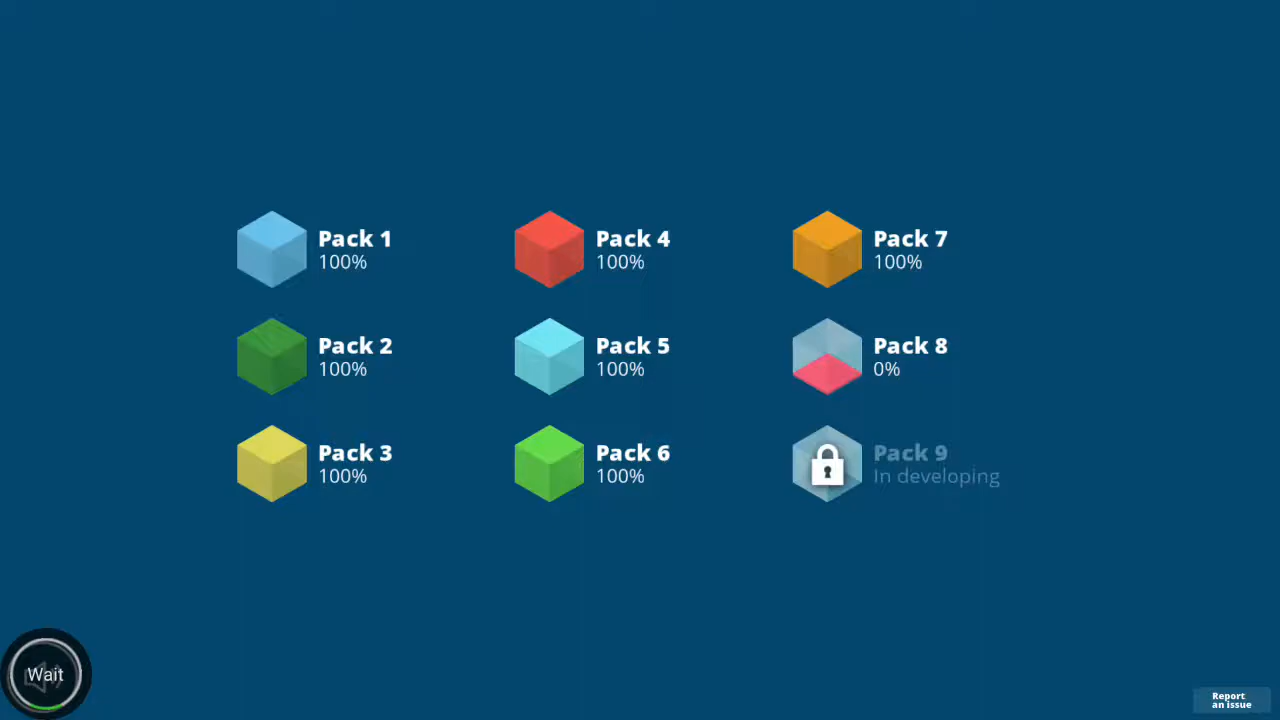 Pack 1
100%
Pack 4
100%
Pack 7
100%
Pack 2
100%
Pack 5
100%
Pack 8
0%
Pack 3
100%
Pack 6
100%
Pack 9
In developing
Wait
Report
an issue